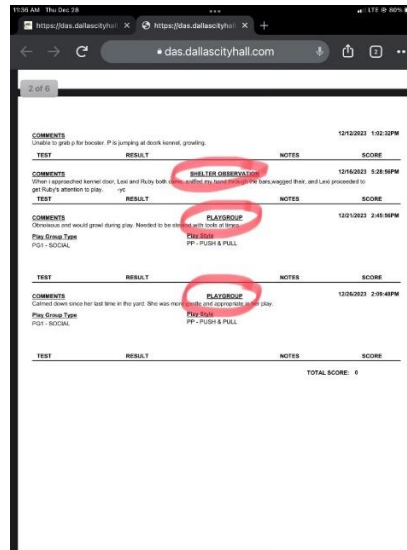 11:36 AM Thu Dec 28
LTE 80%
https://das.dallascityhall
https://das.dallascityhall
das.dallascityhall.com
2
2 of 6
COMMENTS 12/12/2023 1:02:32PM
Unable to grab p for booster. P is jumping at door/ kennel, growling.
TEST RESULT NOTES SCORE
COMMENTS SHELTER OBSERVATION 12/16/2023 5:28:56PM
When i approached kennel door, Lexi and Ruby both came, sniffed my hand through the bars,wagged their, and Lexi proceeded to
get Ruby's attention to play. -yc
TEST RESULT NOTES SCORE
COMMENTS PLAYGROUP 12/21/2023 2:45:56PM
Obnoxious and would growl during play. Needed to be stopped with tools at times.
Play Group Type Play Style
PG1 - SOCIAL PP - PUSH & PULL
TEST RESULT NOTES SCORE
COMMENTS PLAYGROUP 12/26/2023 2:09:49PM
Calmed down since her last time in the yard. She was more gentle and appropriate in her play.
Play Group Type Play Style
PG1 - SOCIAL PP - PUSH & PULL
TEST RESULT NOTES SCORE
TOTAL SCORE: 0